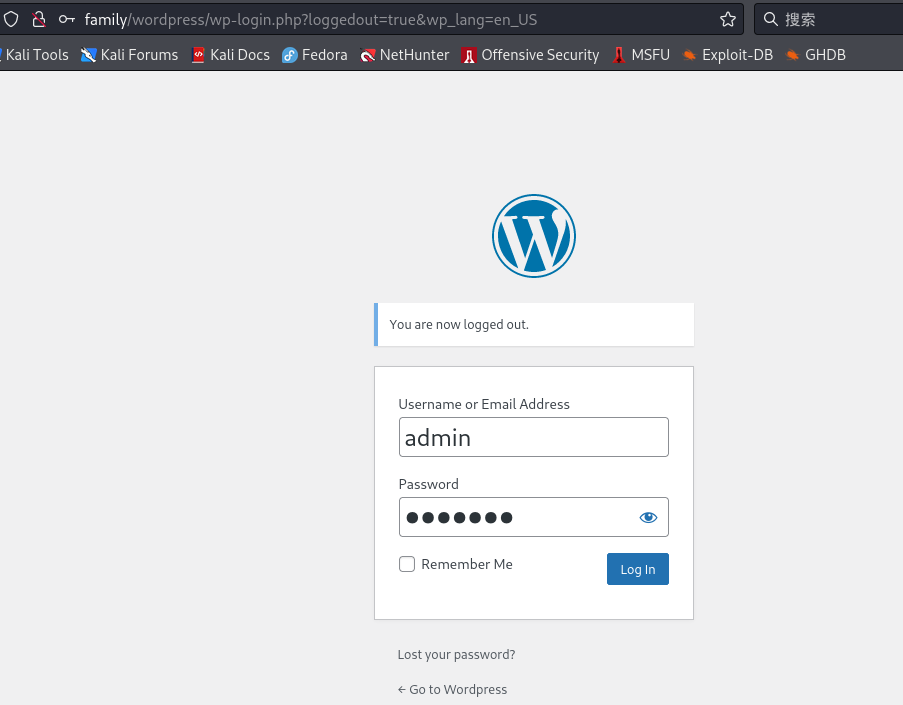 family/wordpress/wp-login.php?loggedout=true&wp_lang=en_US 搜索
Kali Tools Kali Forums Kali Docs Fedora NetHunter Offensive Security MSFU Exploit-DB GHDB
You are now logged out.
Username or Email Address
admin
Password
●●●●●●●
Remember Me Log In
Lost your password?
← Go to Wordpress